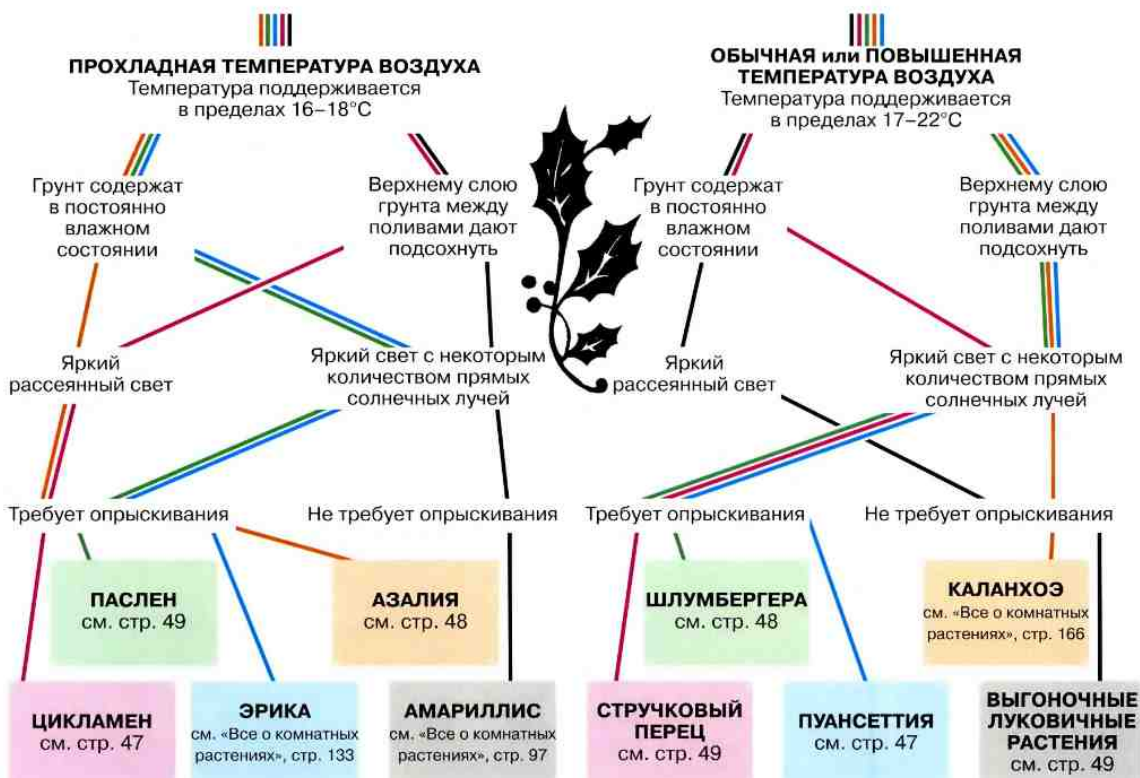 ПРОХЛАДНАЯ ТЕМПЕРАТУРА ВОЗДУХА
Температура поддерживается
в пределах 16–18°C
ОБЫЧНАЯ или ПОВЫШЕННАЯ
ТЕМПЕРАТУРА ВОЗДУХА
Температура поддерживается
в пределах 17–22°C
Грунт содержат
в постоянно
влажном
состоянии
Верхнему слою
грунта между
поливами дают
подсохнуть
Грунт содержат
в постоянно
влажном
состоянии
Верхнему слою
грунта между
поливами дают
подсохнуть
Яркий
рассеянный свет
Яркий свет с некоторым
количеством прямых
солнечных лучей
Яркий
рассеянный свет
Яркий свет с некоторым
количеством прямых
солнечных лучей
Требует опрыскивания
Не требует опрыскивания
Требует опрыскивания
Не требует опрыскивания
ПАСЛЕН
см. стр. 49
АЗАЛИЯ
см. стр. 48
ШЛУМБЕРГЕРА
см. стр. 48
КАЛАНХОЭ
см. «Все о комнатных
растениях», стр. 166
ЦИКЛАМЕН
см. стр. 47
ЭРИКА
см. «Все о комнатных
растениях», стр. 133
АМАРИЛЛИС
см. «Все о комнатных
растениях», стр. 97
СТРУЧКОВЫЙ
ПЕРЕЦ
см. стр. 49
ПУАНСЕТТИЯ
см. стр. 47
ВЫГОНОЧНЫЕ
ЛУКОВИЧНЫЕ
РАСТЕНИЯ
см. стр. 49